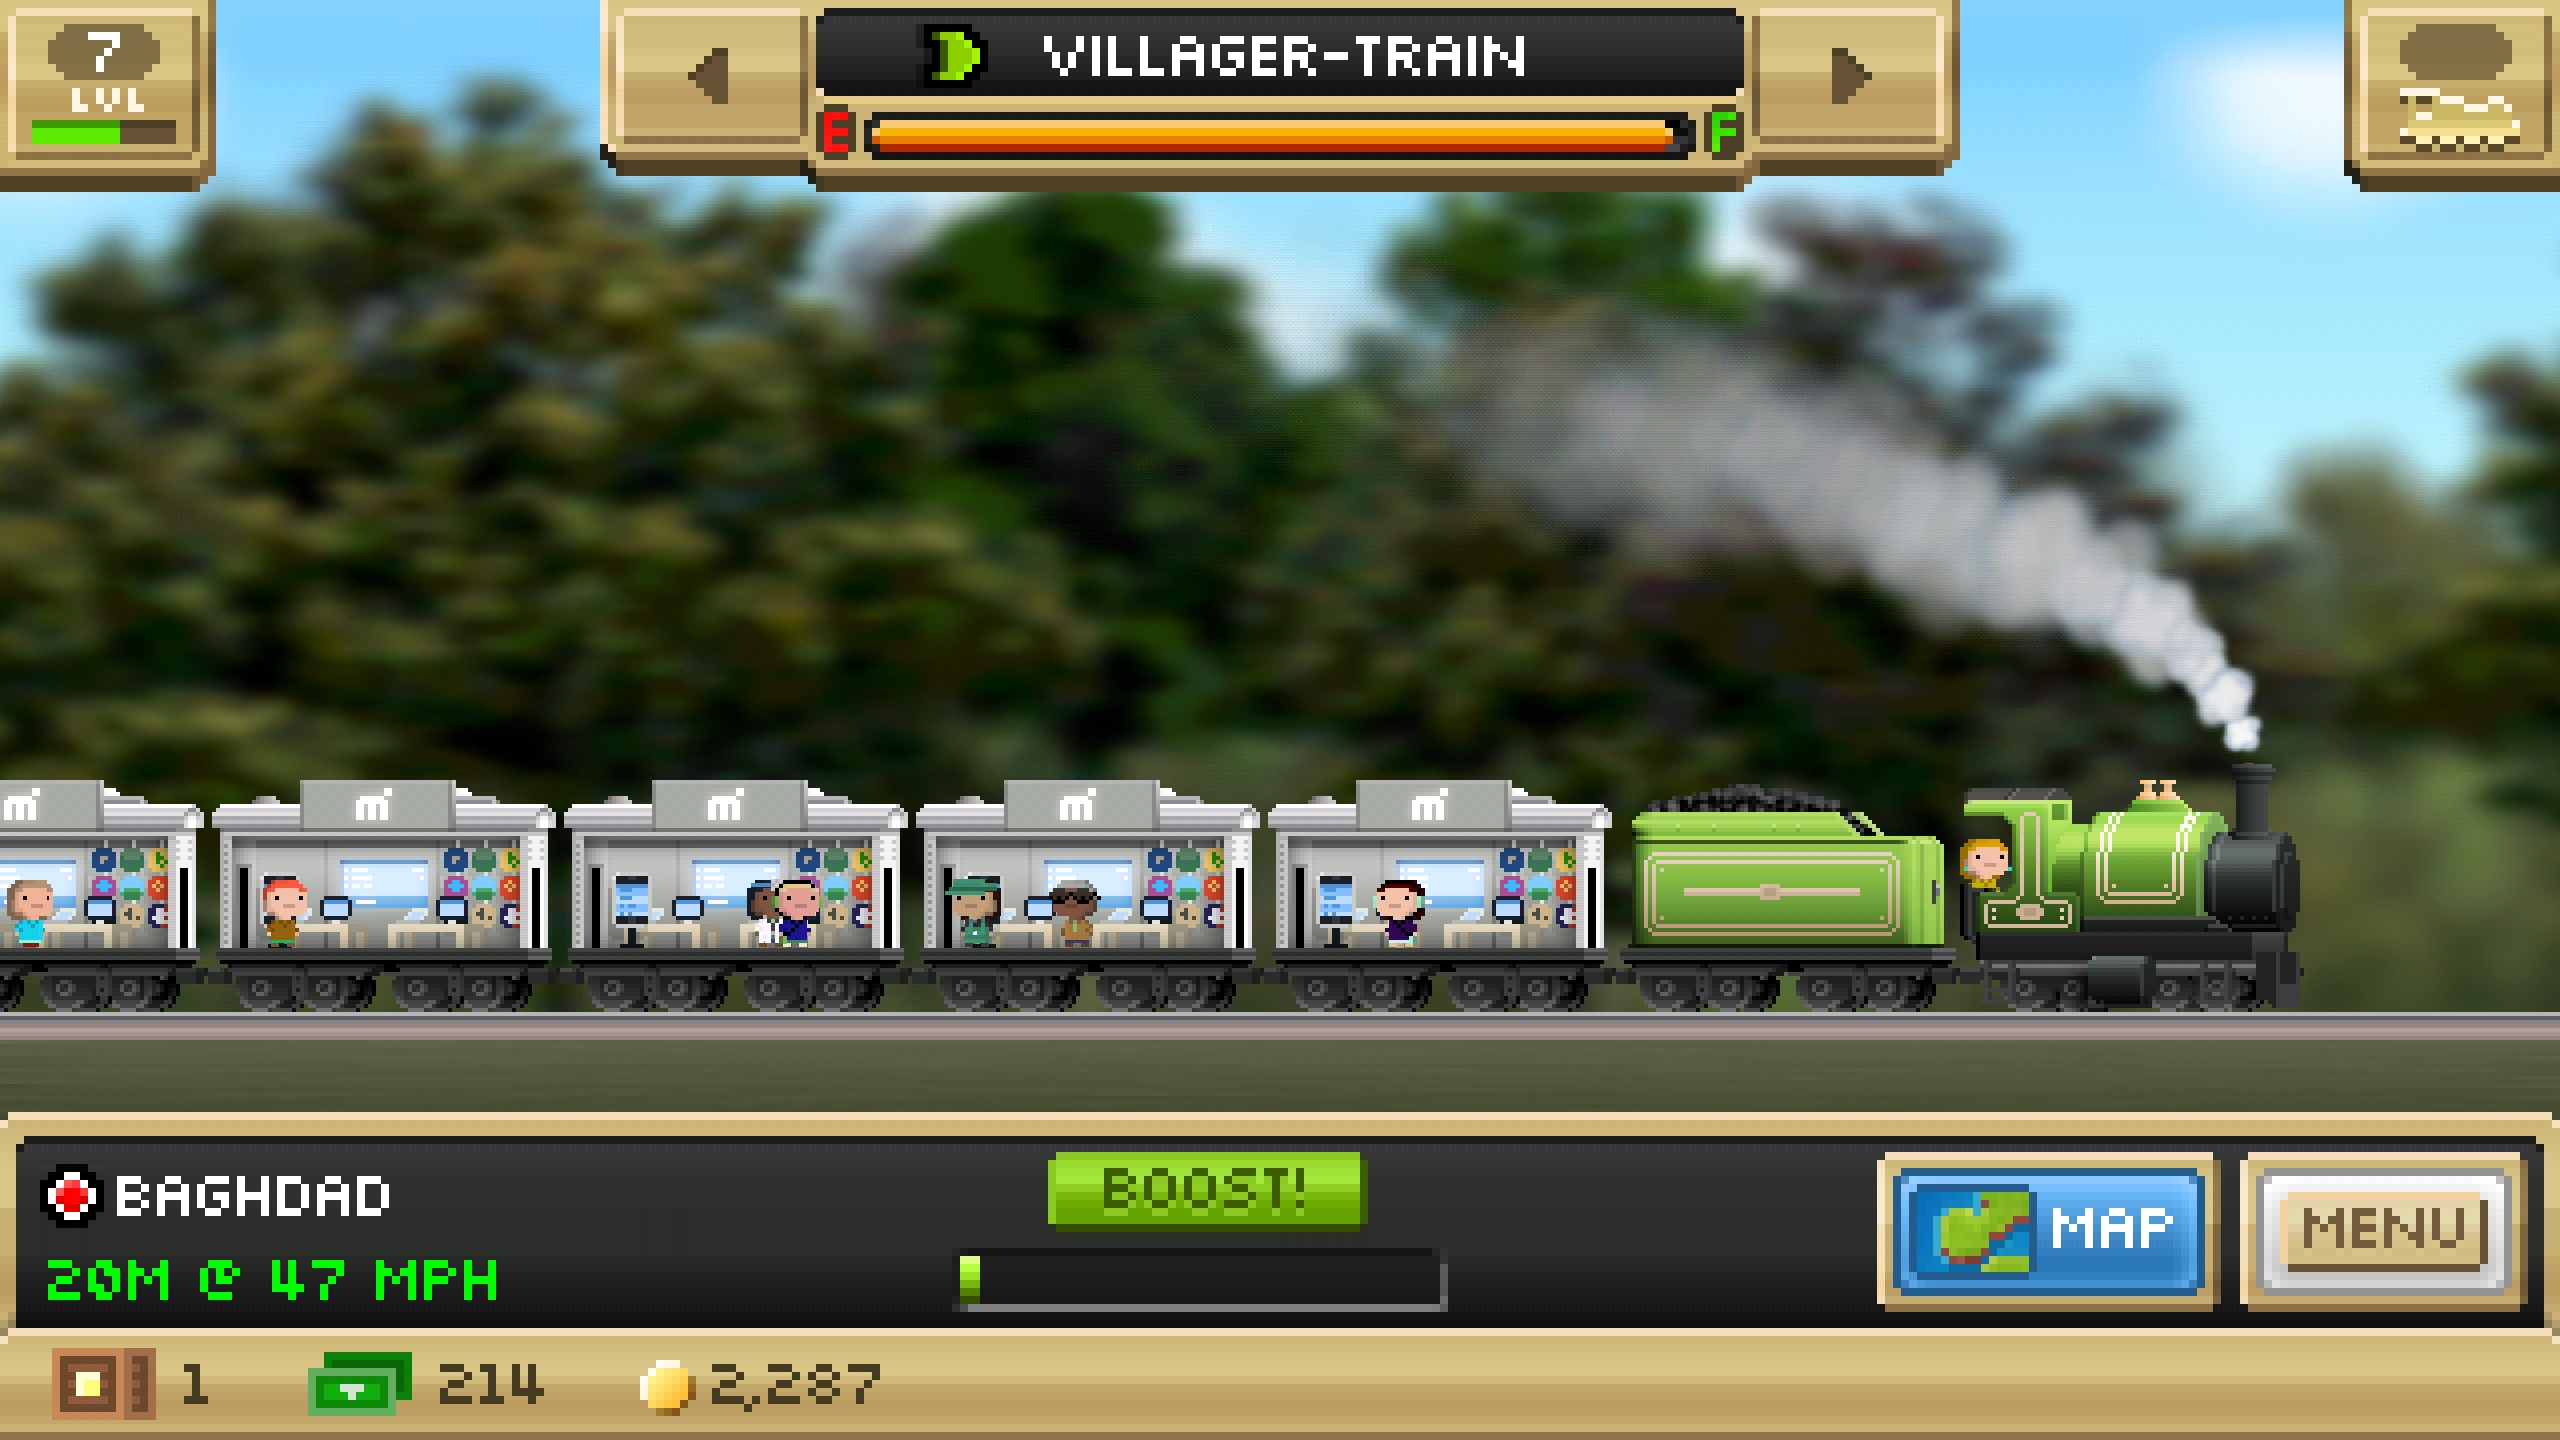 7
LVL
VILLAGER-TRAIN
E F
m
m
m
m
m
BAGHDAD
20M @ 47 MPH
BOOST!
MAP
MENU
1
214
2,287